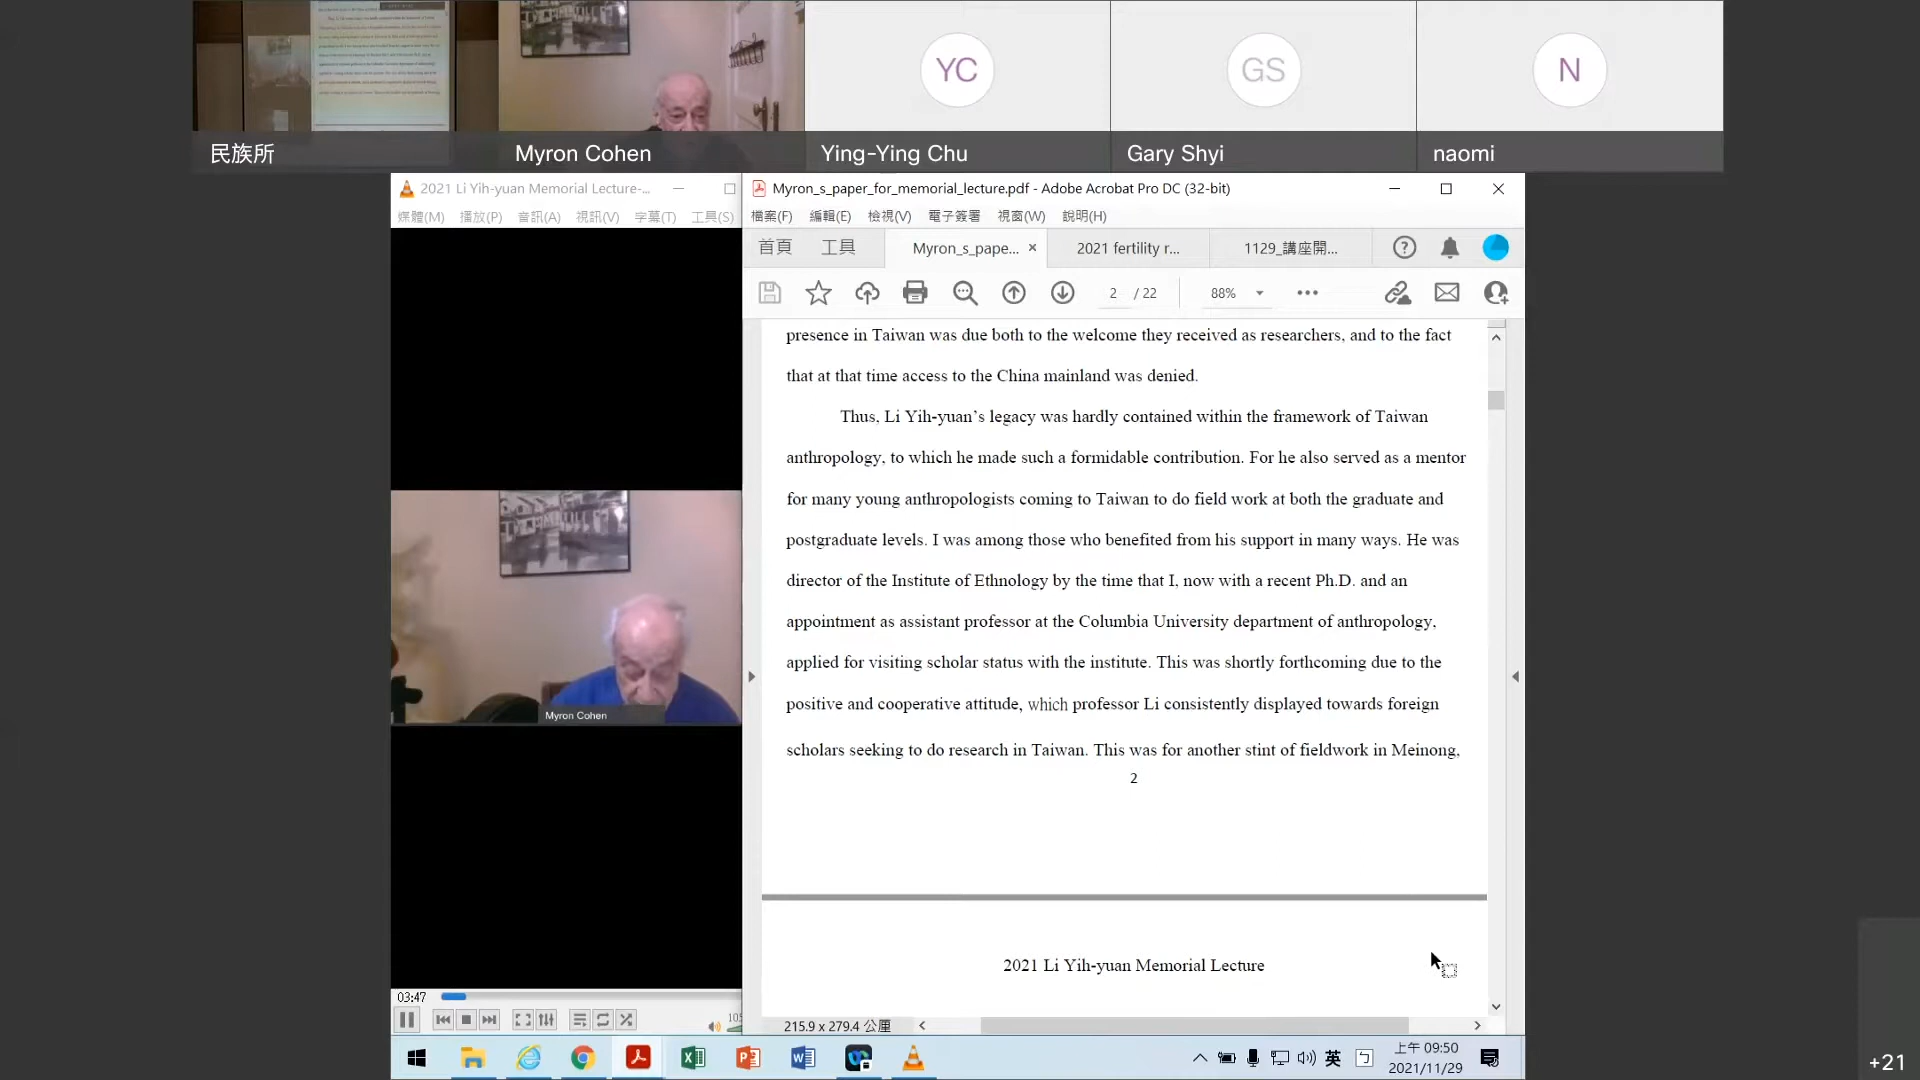 YC
GS
N
民族所
Myron Cohen
Ying-Ying Chu
Gary Shyi
naomi
2021 Li Yih-yuan Memorial Lecture-...
媒體(M) 播放(P) 音訊(A) 視訊(V) 字幕(T) 工具(S)
Myron Cohen
03:47
Myron_s_paper_for_memorial_lecture.pdf - Adobe Acrobat Pro DC (32-bit)
檔案(F) 編輯(E) 檢視(V) 電子簽署 視窗(W) 說明(H)
首頁 工具 Myron_s_pape... × 2021 fertility r... 1129_講座開...
2 / 22 88%
presence in Taiwan was due both to the welcome they received as researchers, and to the fact
that at that time access to the China mainland was denied.
Thus, Li Yih-yuan’s legacy was hardly contained within the framework of Taiwan
anthropology, to which he made such a formidable contribution. For he also served as a mentor
for many young anthropologists coming to Taiwan to do field work at both the graduate and
postgraduate levels. I was among those who benefited from his support in many ways. He was
director of the Institute of Ethnology by the time that I, now with a recent Ph.D. and an
appointment as assistant professor at the Columbia University department of anthropology,
applied for visiting scholar status with the institute. This was shortly forthcoming due to the
positive and cooperative attitude, which professor Li consistently displayed towards foreign
scholars seeking to do research in Taiwan. This was for another stint of fieldwork in Meinong,
2
2021 Li Yih-yuan Memorial Lecture
215.9 x 279.4 公厘
英
上午 09:50
2021/11/29
+21